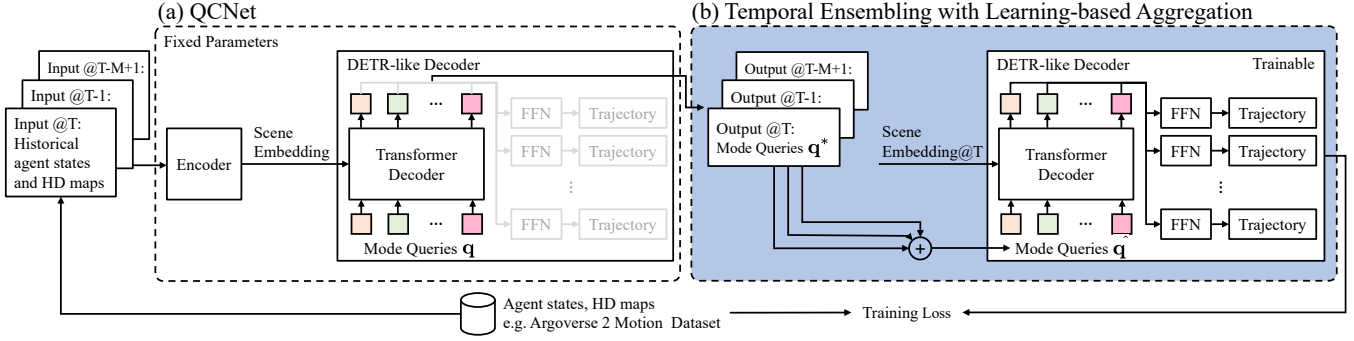 (a) QCNet
Fixed Parameters
Input @T-M+1:
Input @T-1:
Input @T:
Historical
agent states
and HD maps
Encoder
Scene
Embedding
DETR-like Decoder
...
Transformer
Decoder
...
Mode Queries q
FFN
Trajectory
FFN
Trajectory
...
FFN
Trajectory
(b) Temporal Ensembling with Learning-based Aggregation
Output @T-M+1:
Output @T-1:
Output @T:
Mode Queries q*
Scene
Embedding@T
+
DETR-like Decoder
Trainable
...
Transformer
Decoder
...
Mode Queries q̂
FFN
Trajectory
FFN
Trajectory
...
FFN
Trajectory
Agent states, HD maps
e.g. Argoverse 2 Motion Dataset
Training Loss